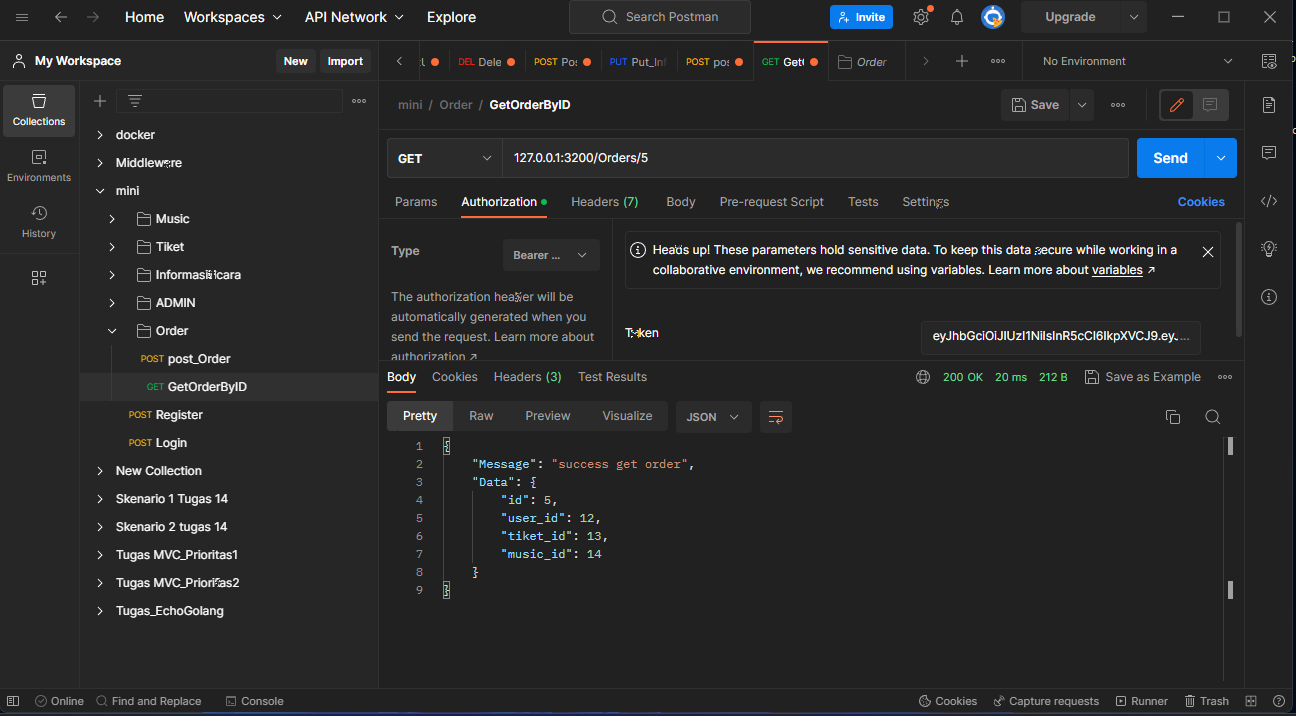 Home Workspaces API Network Explore Search Postman Invite Upgrade
My Workspace New Import
DEL Dele POST Po: PUT Put_In POST pos GET Get Order No Environment
Collections
Environments
History
docker
Middleware
mini
Music
Tiket
InformasiAcara
ADMIN
Order
POST post_Order
GET GetOrderByID
POST Register
POST Login
New Collection
Skenario 1 Tugas 14
Skenario 2 tugas 14
Tugas MVC_Prioritas1
Tugas MVC_Prioritas2
Tugas_EchoGolang
mini / Order / GetOrderByID Save
GET 127.0.0.1:3200/Orders/5 Send
Params Authorization Headers (7) Body Pre-request Script Tests Settings Cookies
Type Bearer ...
The authorization header will be
automatically generated when you
send the request. Learn more about
authorization ↗
Heads up! These parameters hold sensitive data. To keep this data secure while working in a
collaborative environment, we recommend using variables. Learn more about variables ↗
Token eyJhbGciOiJIUzI1NiIsInR5cCI6IkpXVCJ9.eyJ...
Body Cookies Headers (3) Test Results 200 OK 20 ms 212 B Save as Example
Pretty Raw Preview Visualize JSON
1 {
2 "Message": "success get order",
3 "Data": {
4 "id": 5,
5 "user_id": 12,
6 "tiket_id": 13,
7 "music_id": 14
8 }
9 }
Online Find and Replace Console Cookies Capture requests Runner Trash